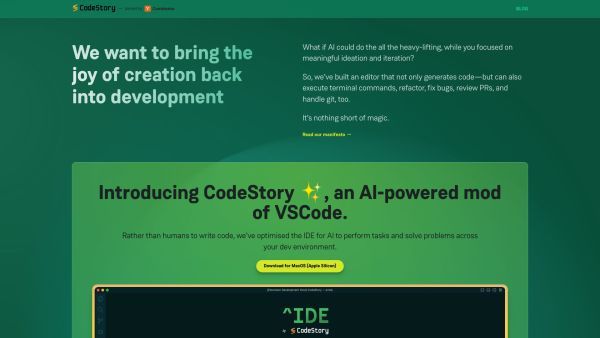 CodeStory — backed by Y Combinator
BLOG
We want to bring the
joy of creation back
into development
What if AI could do the all the heavy-lifting, while you focused on
meaningful ideation and iteration?
So, we've built an editor that not only generates code—but can also
execute terminal commands, refactor, fix bugs, review PRs, and
handle git, too.
It's nothing short of magic.
Read our manifesto →
Introducing CodeStory ✨, an AI-powered mod
of VSCode.
Rather than humans to write code, we've optimised the IDE for AI to perform tasks and solve problems across
your dev environment.
Download for MacOS (Apple Silicon)
^IDE
CodeStory